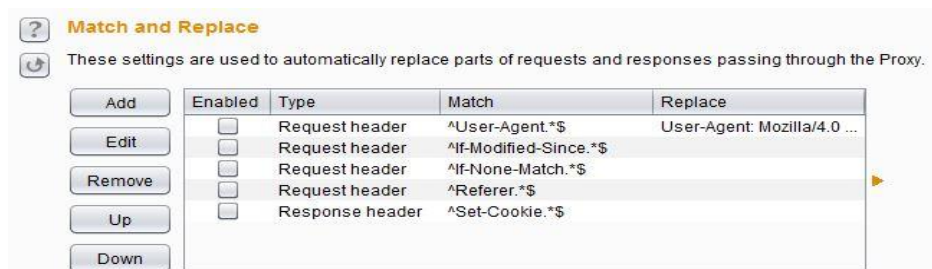 ? Match and Replace
These settings are used to automatically replace parts of requests and responses passing through the Proxy.
Add Enabled Type Match Replace
Request header ^User-Agent.*$ User-Agent: Mozilla/4.0 ...
Edit Request header ^If-Modified-Since.*$
Request header ^If-None-Match.*$
Remove Request header ^Referer.*$
Up Response header ^Set-Cookie.*$
Down